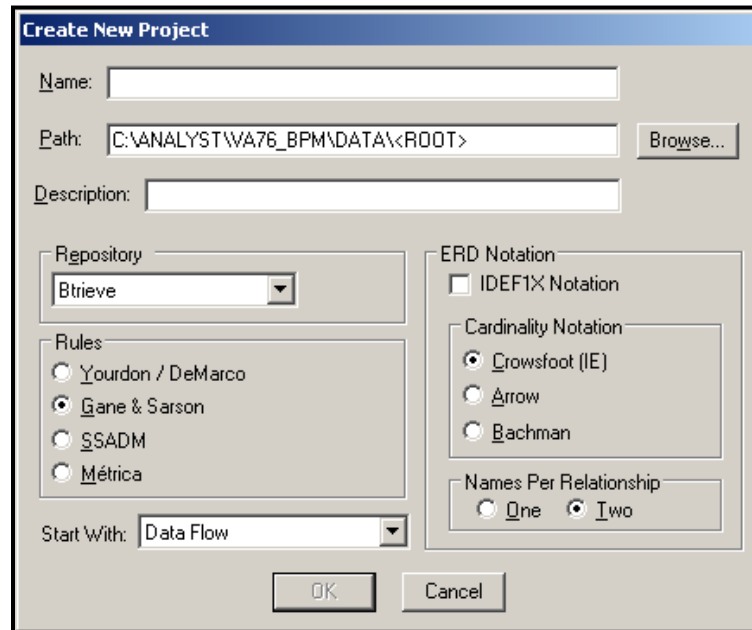 Create New Project
Name:
Path: C:\ANALYST\VA76_BPM\DATA\<ROOT> Browse...
Description:
Repository
Btrieve
Rules
Yourdon / DeMarco
Gane & Sarson
SSADM
Métrica
Start With: Data Flow
ERD Notation
IDEF1X Notation
Cardinality Notation
Crowsfoot (IE)
Arrow
Bachman
Names Per Relationship
One Two
OK Cancel